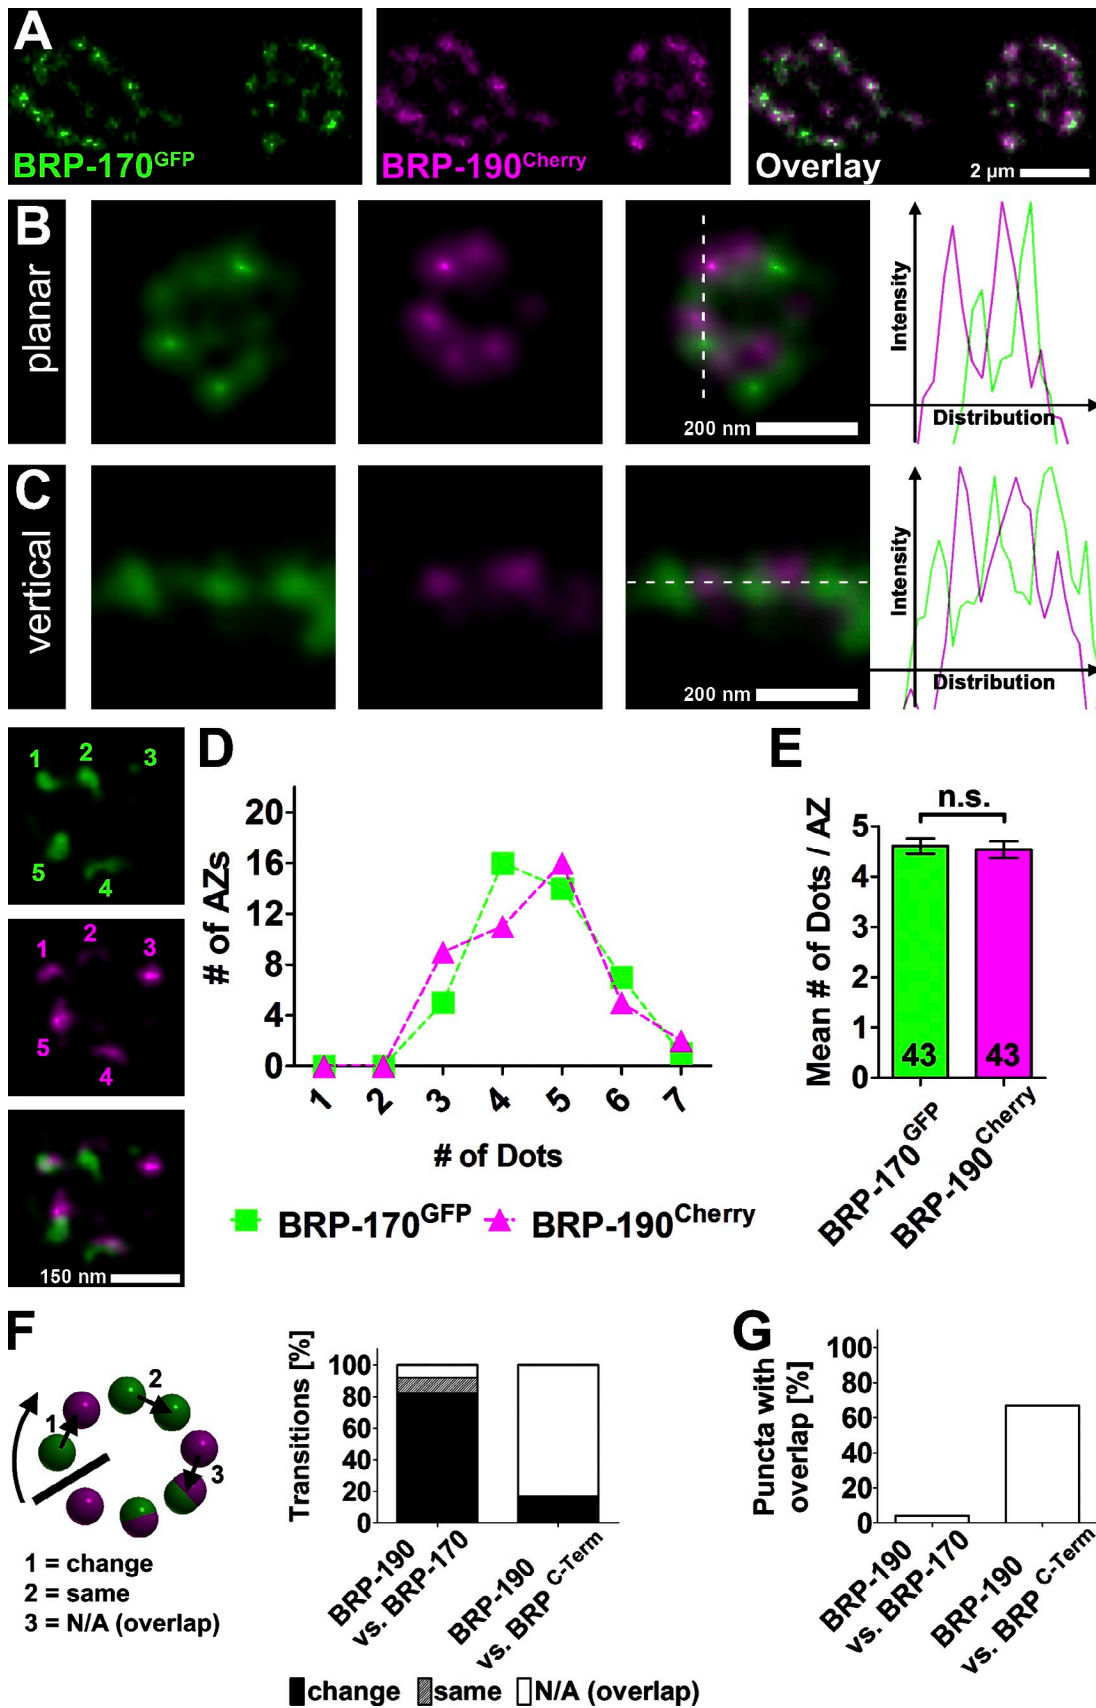 A
BRP-170GFP
BRP-190Cherry
Overlay
2 µm
B
planar
200 nm
Intensity
Distribution
C
vertical
200 nm
Intensity
Distribution
1 2 3
5 4
1 2 3
5 4
150 nm
D
# of AZs
20
16
12
8
4
0
1 2 3 4 5 6 7
# of Dots
BRP-170GFP BRP-190Cherry
E
n.s.
Mean # of Dots / AZ
5
4
3
2
1
0
43 43
BRP-170GFP
BRP-190Cherry
F
1
2
3
1 = change
2 = same
3 = N/A (overlap)
Transitions [%]
100
80
60
40
20
0
BRP-190
vs. BRP-170
BRP-190
vs. BRP C-Term
change same N/A (overlap)
G
Puncta with
overlap [%]
100
80
60
40
20
0
BRP-190
vs. BRP-170
BRP-190
vs. BRP C-Term